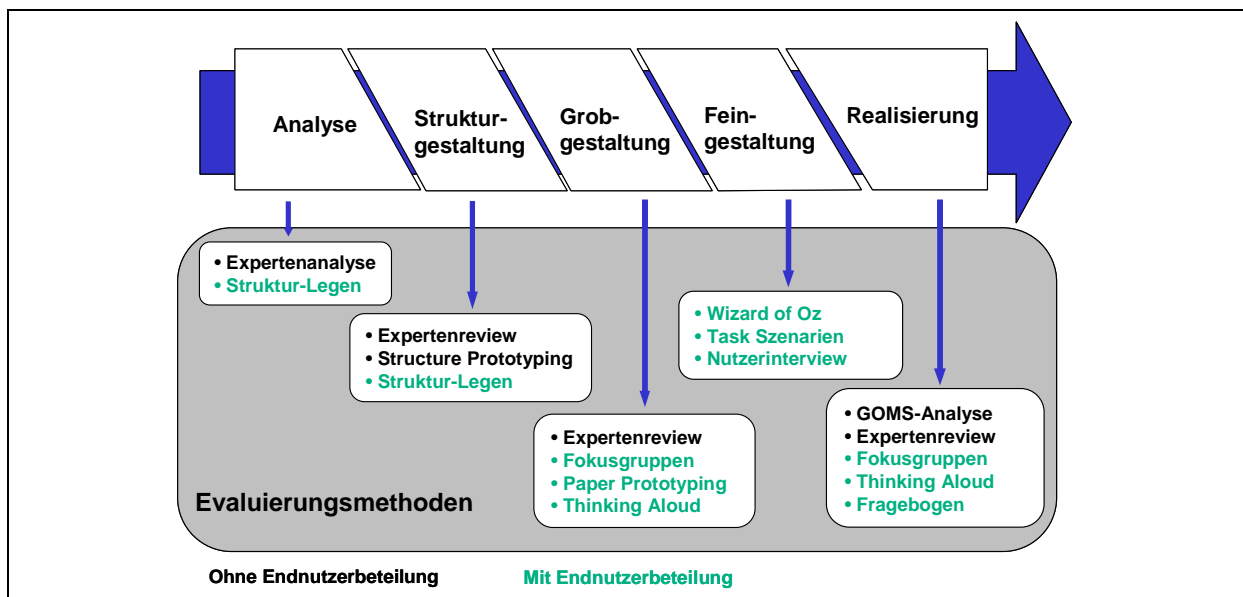 Analyse
Struktur-
gestaltung
Grob-
gestaltung
Fein-
gestaltung
Realisierung
• Expertenanalyse
• Struktur-Legen
• Expertenreview
• Structure Prototyping
• Struktur-Legen
• Expertenreview
• Fokusgruppen
• Paper Prototyping
• Thinking Aloud
• Wizard of Oz
• Task Szenarien
• Nutzerinterview
• GOMS-Analyse
• Expertenreview
• Fokusgruppen
• Thinking Aloud
• Fragebogen
Evaluierungsmethoden
Ohne Endnutzerbeteilung
Mit Endnutzerbeteilung